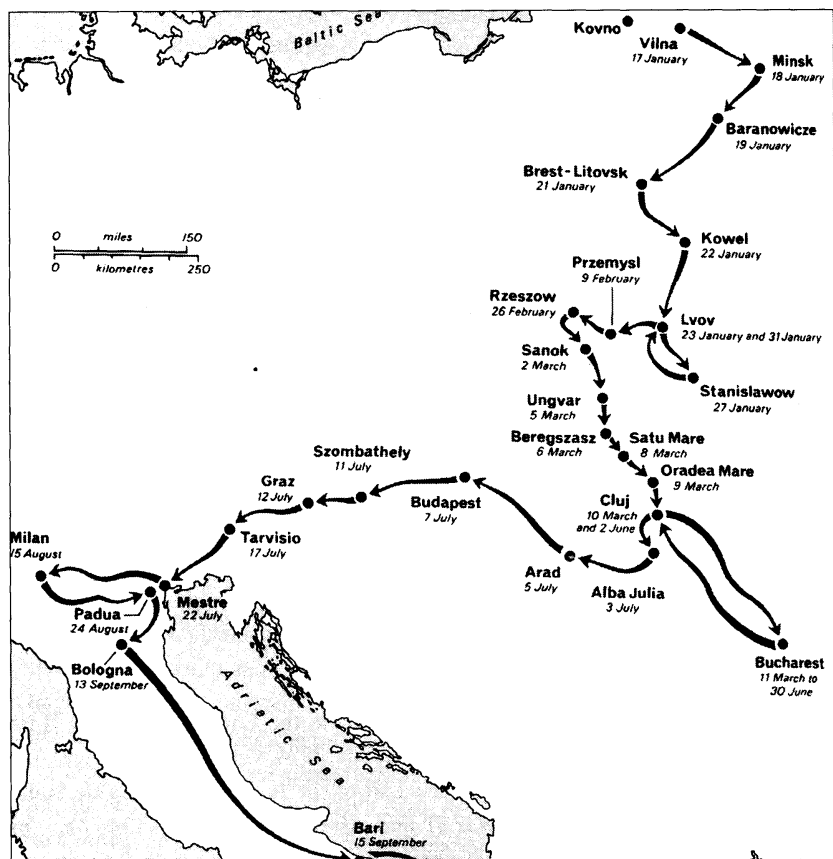 Baltic Sea
Kovno
Vilna
17 January
Minsk
18 January
Baranowicze
19 January
Brest-Litovsk
21 January
0 miles 150
0 kilometres 250
Kowel
22 January
Przemysl
9 February
Rzeszow
26 February
Lvov
23 January and 31 January
Sanok
2 March
Stanislawow
27 January
Ungvar
5 March
Beregszasz
6 March
Satu Mare
8 March
Oradea Mare
9 March
Szombathely
11 July
Graz
12 July
Budapest
7 July
Cluj
10 March
and 2 June
Tarvisio
17 July
Milan
15 August
Arad
5 July
Alba Julia
3 July
Mestre
22 July
Padua
24 August
Bologna
13 September
Bucharest
11 March to
30 June
Adriatic Sea
Bari
15 September